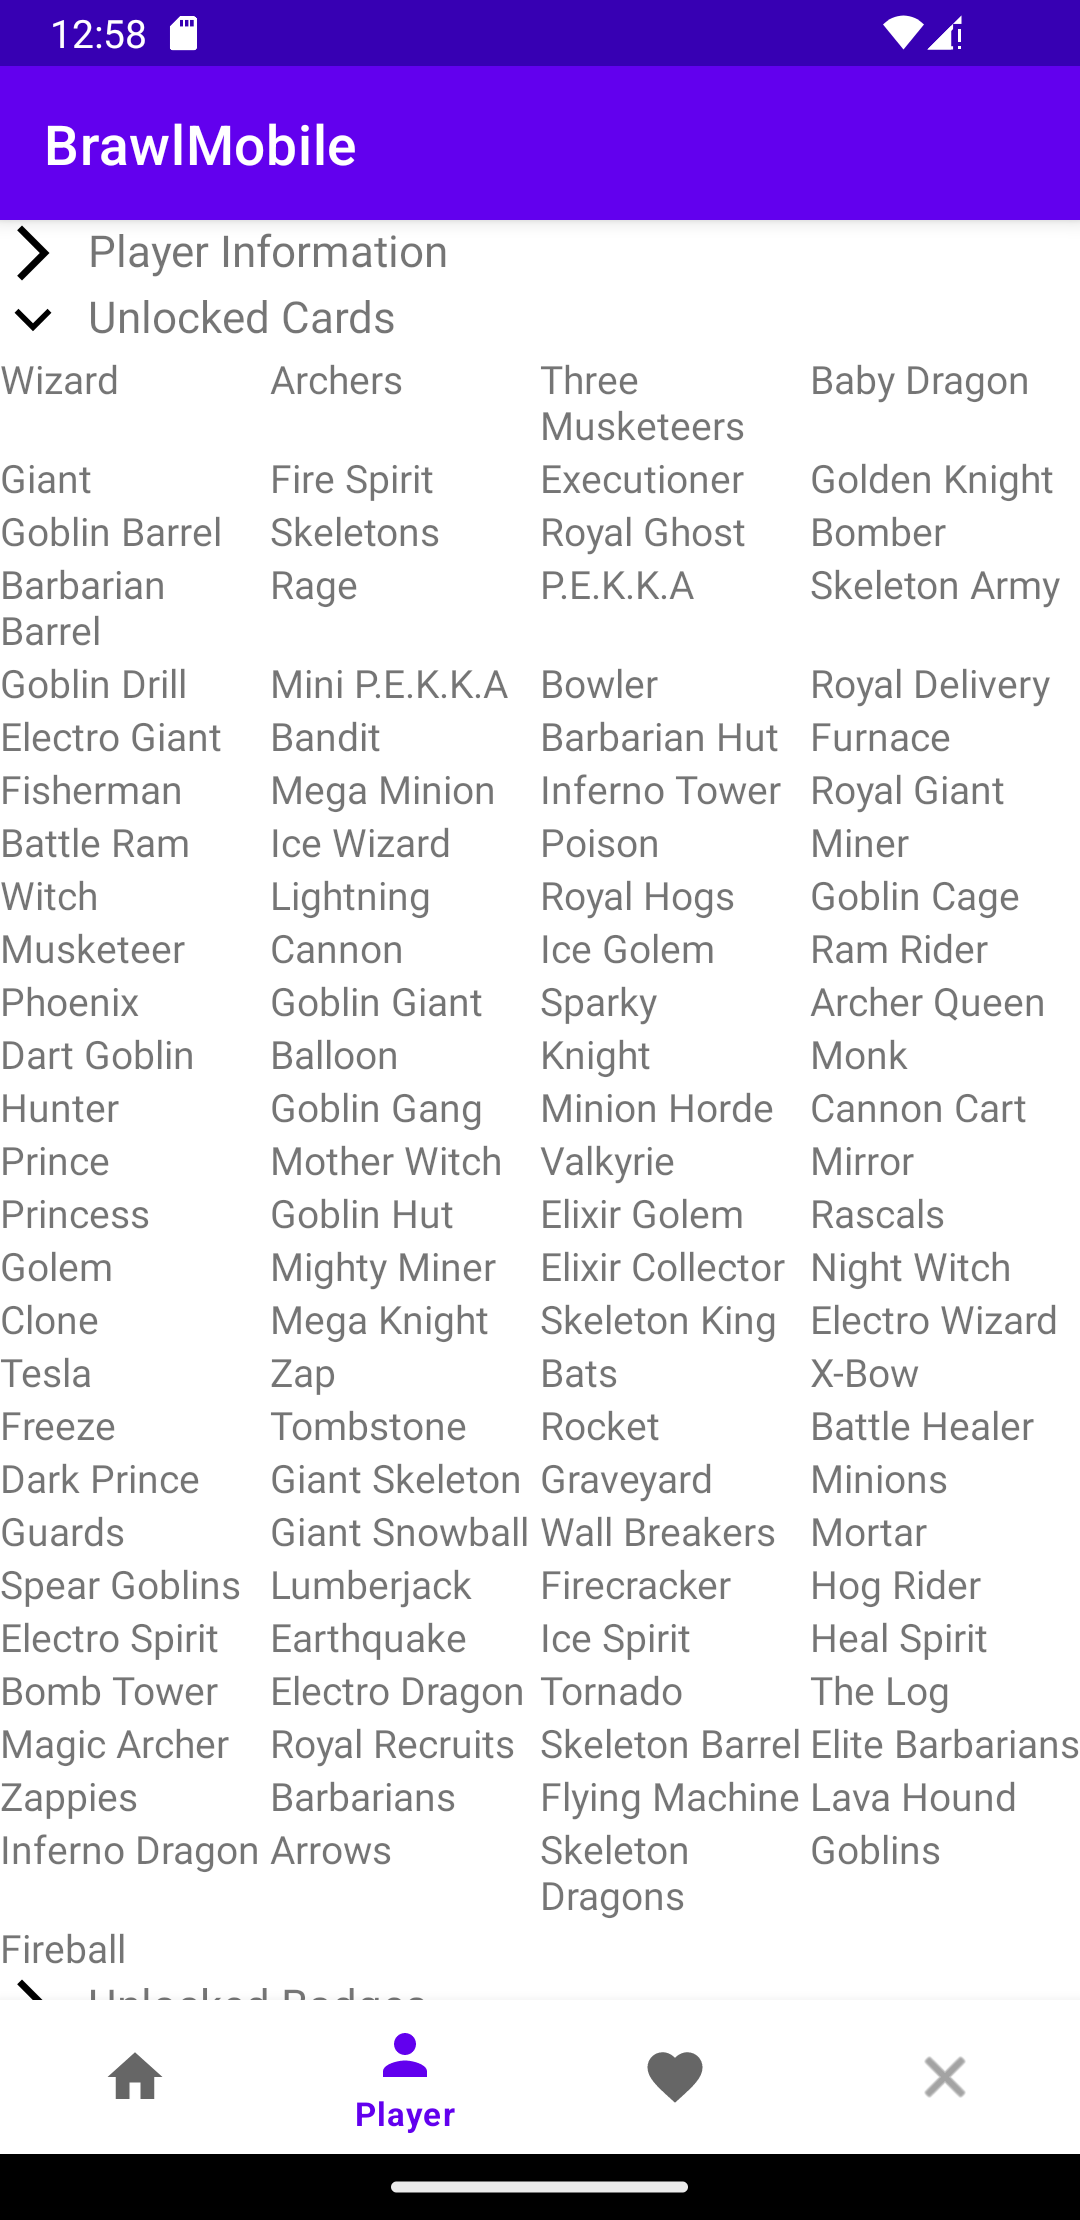 12:58
BrawlMobile
Player Information
Unlocked Cards
Wizard Archers Three Musketeers Baby Dragon
Giant Fire Spirit Executioner Golden Knight
Goblin Barrel Skeletons Royal Ghost Bomber
Barbarian Barrel Rage P.E.K.K.A Skeleton Army
Goblin Drill Mini P.E.K.K.A Bowler Royal Delivery
Electro Giant Bandit Barbarian Hut Furnace
Fisherman Mega Minion Inferno Tower Royal Giant
Battle Ram Ice Wizard Poison Miner
Witch Lightning Royal Hogs Goblin Cage
Musketeer Cannon Ice Golem Ram Rider
Phoenix Goblin Giant Sparky Archer Queen
Dart Goblin Balloon Knight Monk
Hunter Goblin Gang Minion Horde Cannon Cart
Prince Mother Witch Valkyrie Mirror
Princess Goblin Hut Elixir Golem Rascals
Golem Mighty Miner Elixir Collector Night Witch
Clone Mega Knight Skeleton King Electro Wizard
Tesla Zap Bats X-Bow
Freeze Tombstone Rocket Battle Healer
Dark Prince Giant Skeleton Graveyard Minions
Guards Giant Snowball Wall Breakers Mortar
Spear Goblins Lumberjack Firecracker Hog Rider
Electro Spirit Earthquake Ice Spirit Heal Spirit
Bomb Tower Electro Dragon Tornado The Log
Magic Archer Royal Recruits Skeleton Barrel Elite Barbarians
Zappies Barbarians Flying Machine Lava Hound
Inferno Dragon Arrows Skeleton Dragons Goblins
Fireball
Unlocked Badges
Player